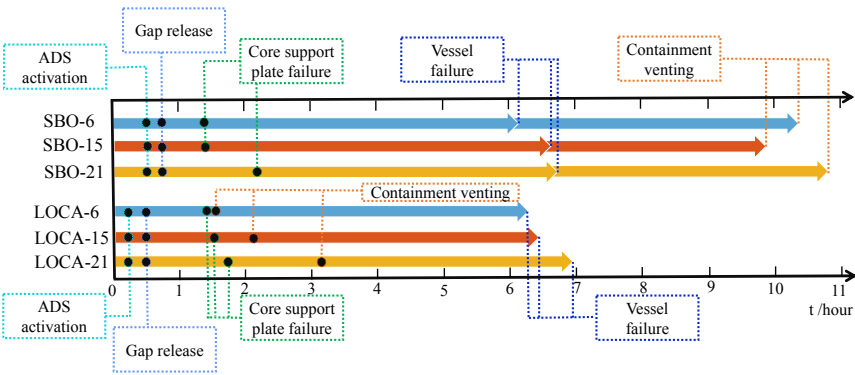 Gap release
ADS
activation
Core support
plate failure
Vessel
failure
Containment
venting
SBO-6
SBO-15
SBO-21
Containment venting
LOCA-6
LOCA-15
LOCA-21
0 1 2 3 4 5 6 7 8 9 10 11
t /hour
ADS
activation
Core support
plate failure
Vessel
failure
Gap release